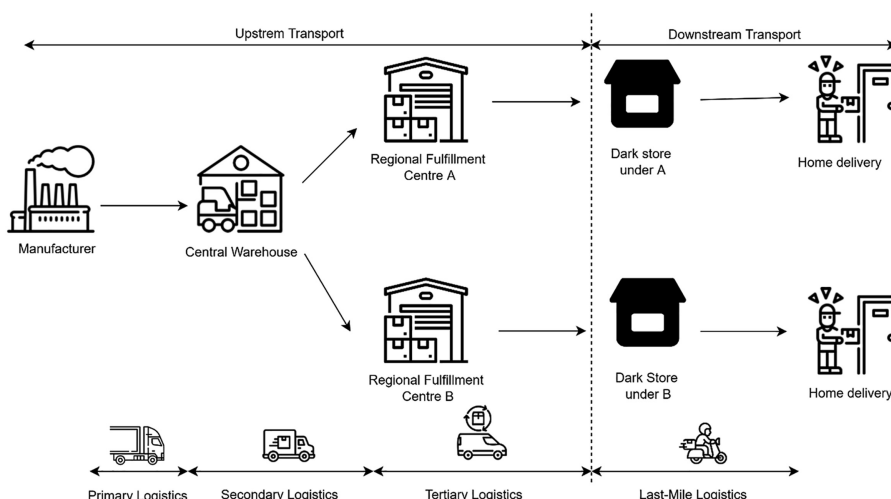 Upstrem Transport
Downstream Transport
Regional Fulfillment
Centre A
Dark store
under A
Home delivery
Manufacturer
Central Warehouse
Regional Fulfillment
Centre B
Dark Store
under B
Home delivery
Primary Logistics
Secondary Logistics
Tertiary Logistics
Last-Mile Logistics